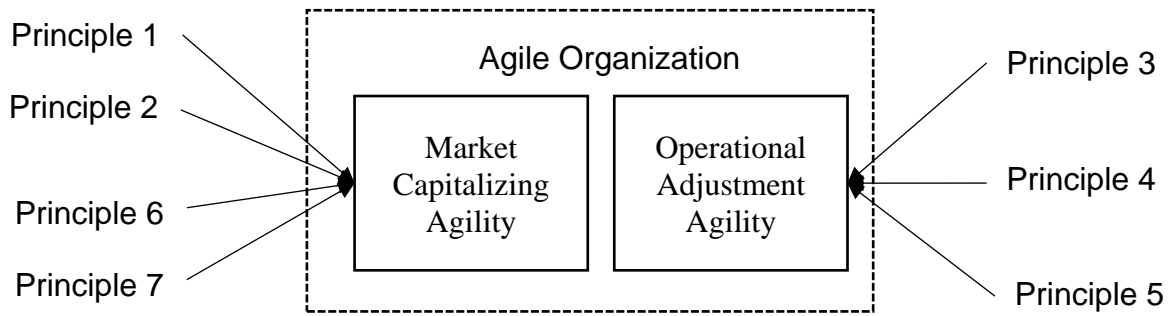 Principle 1
Principle 2
Principle 6
Principle 7
Agile Organization
Market
Capitalizing
Agility
Operational
Adjustment
Agility
Principle 3
Principle 4
Principle 5